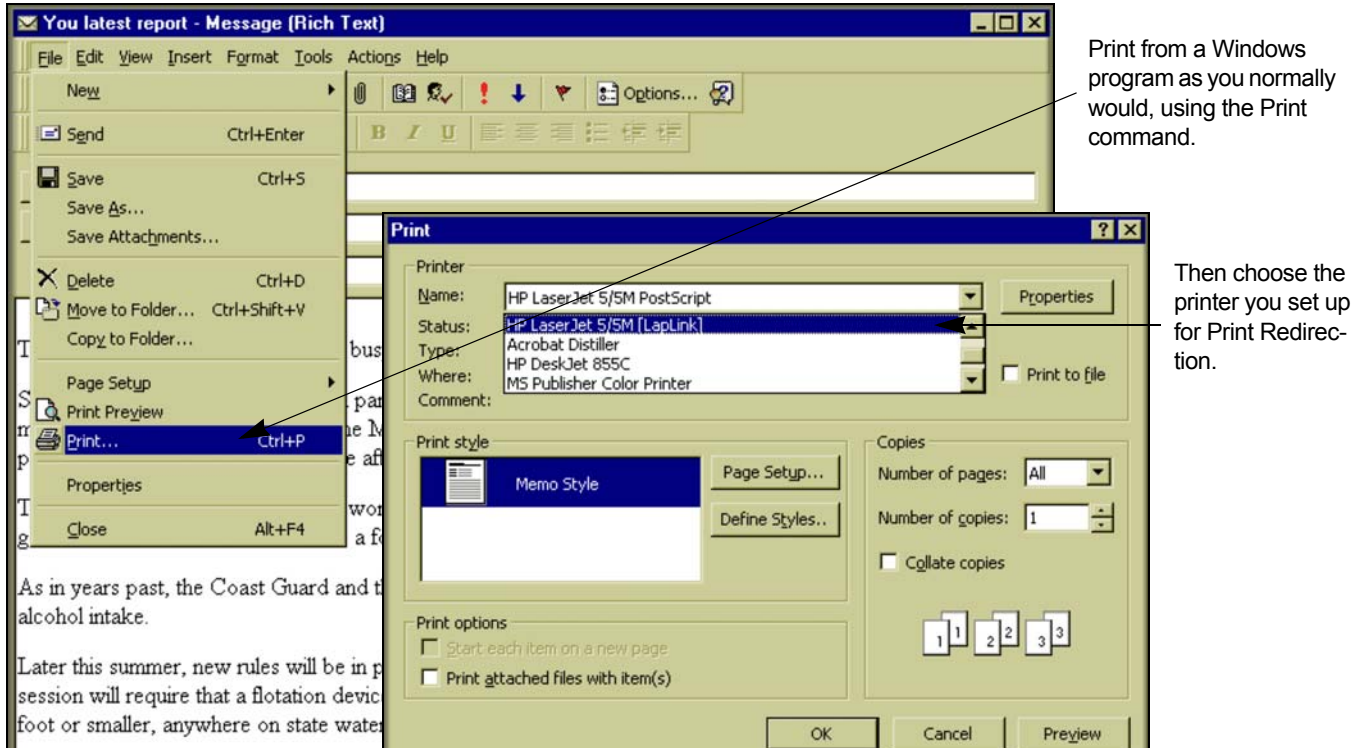 You latest report - Message (Rich Text)
File Edit View Insert Format Tools Actions Help
New
Options...
Send Ctrl+Enter
B I U
Save Ctrl+S
Save As...
Save Attachments...
Delete Ctrl+D
Move to Folder... Ctrl+Shift+V
Copy to Folder...
Page Setup
Print Preview
Print... Ctrl+P
Properties
Close Alt+F4
As in years past, the Coast Guard and
alcohol intake.
Later this summer, new rules will be in
session will require that a flotation
foot or smaller, anywhere on state
Print
Printer
Name: HP LaserJet 5/5M PostScript Properties
Status: HP LaserJet 5/5M [LapLink]
Type: Acrobat Distiller
HP DeskJet 855C
Where: MS Publisher Color Printer Print to file
Comment:
Print style
Memo Style
Page Setup...
Define Styles..
Copies
Number of pages: All
Number of copies: 1
Collate copies
1 1 2 2 3 3
Print options
Start each item on a new page
Print attached files with item(s)
OK Cancel Preview
Print from a Windows
program as you normally
would, using the Print
command.
Then choose the
printer you set up
for Print Redirec-
tion.